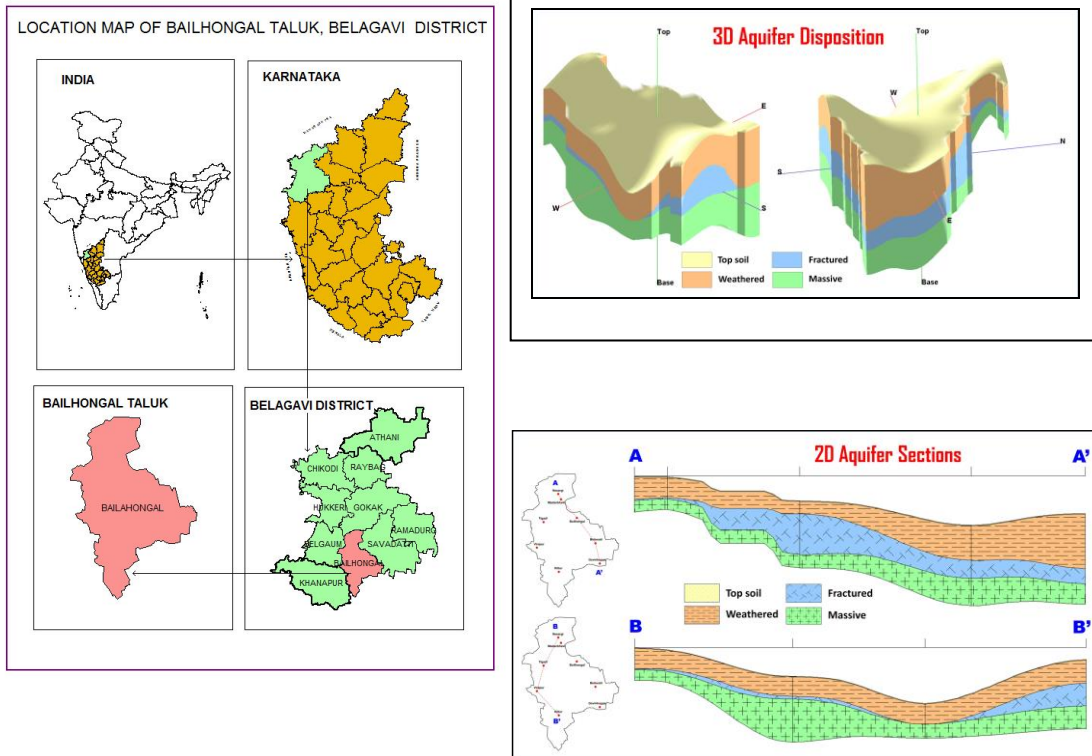 LOCATION MAP OF BAILHONGAL TALUK, BELAGAVI DISTRICT
INDIA
KARNATAKA
BAILHONGAL TALUK
BAILAHONGAL
BELAGAVI DISTRICT
ATHANI
CHIKODI
RAYBAG
HUKKERI
GOKAK
RAMADURG
BELGAUM
SAVADATTI
BAILHONGAL
KHANAPUR
3D Aquifer Disposition
Top
Top
W
E
N
S
W
S
E
Base
Base
Top soil
Fractured
Weathered
Massive
2D Aquifer Sections
A
A'
A
A'
Top soil
Fractured
Weathered
Massive
B
B'
B
B'